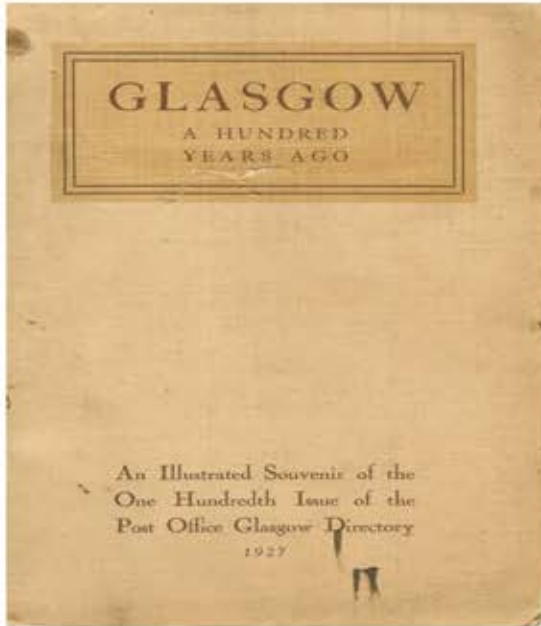 GLASGOW
A HUNDRED
YEARS AGO
An Illustrated Souvenir of the
One Hundredth Issue of the
Post Office Glasgow Directory
1927